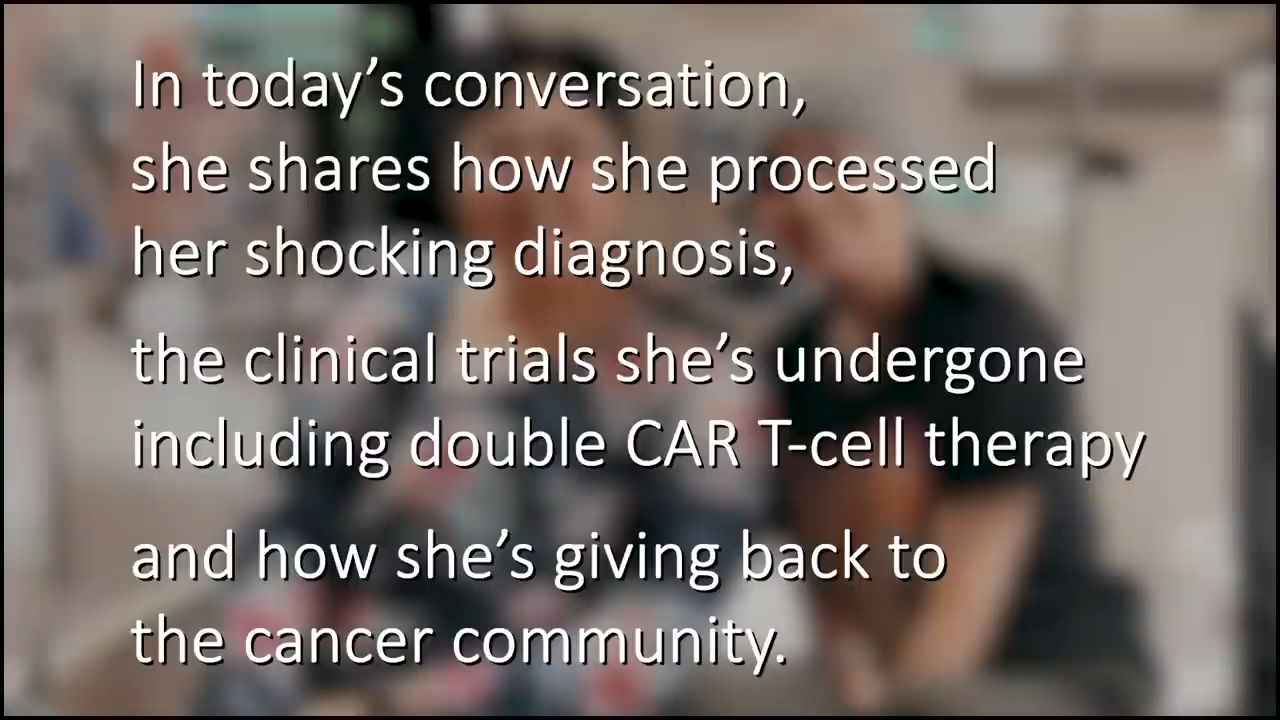 In today’s conversation,
she shares how she processed
her shocking diagnosis,
the clinical trials she’s undergone
including double CAR T-cell therapy
and how she’s giving back to
the cancer community.